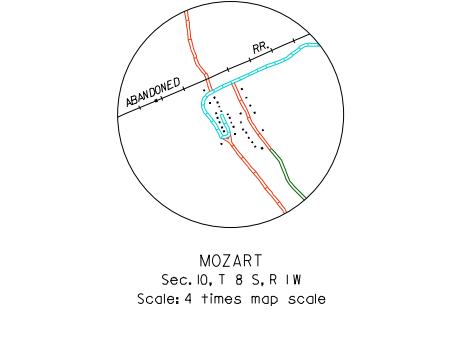 ABANDONED RR.
MOZART
Sec. 10, T 8 S, R 1 W
Scale: 4 times map scale